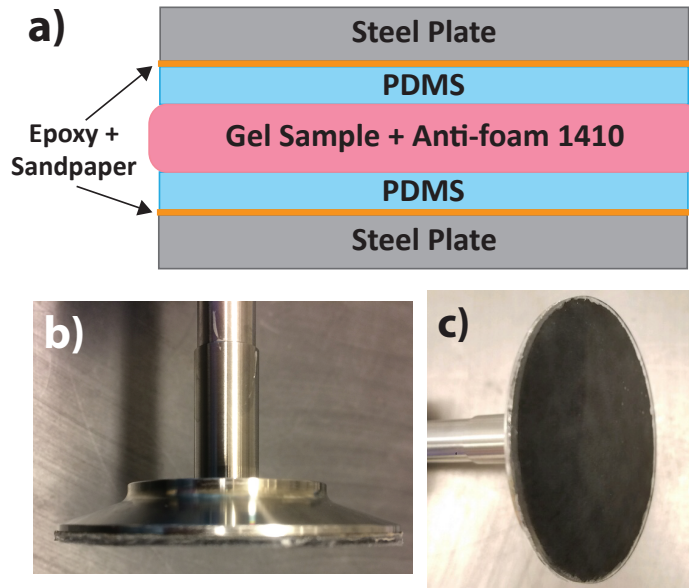 a)
Steel Plate
PDMS
Epoxy +
Sandpaper
Gel Sample + Anti-foam 1410
PDMS
Steel Plate
b)
c)